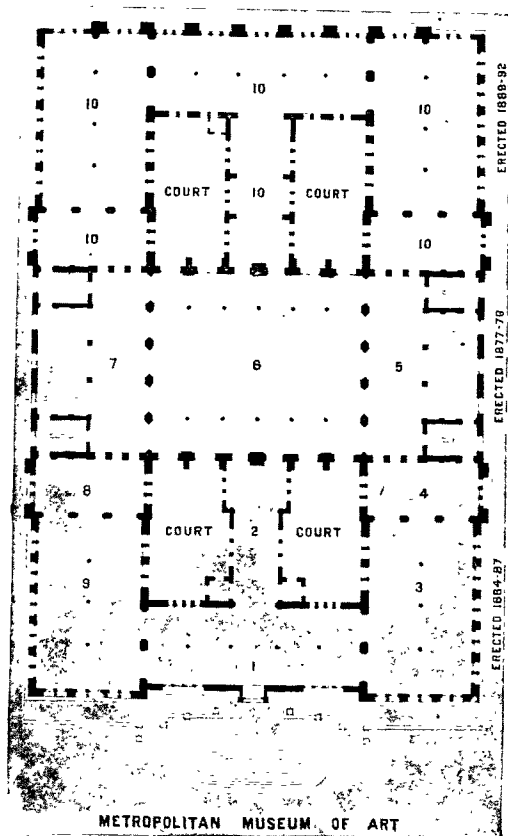 10
10
10
COURT
10
COURT
10
10
7
6
5
8
4
COURT
2
COURT
9
3
1
ERECTED 1888-92
ERECTED 1877-79
ERECTED 1884-87
METROPOLITAN MUSEUM OF ART